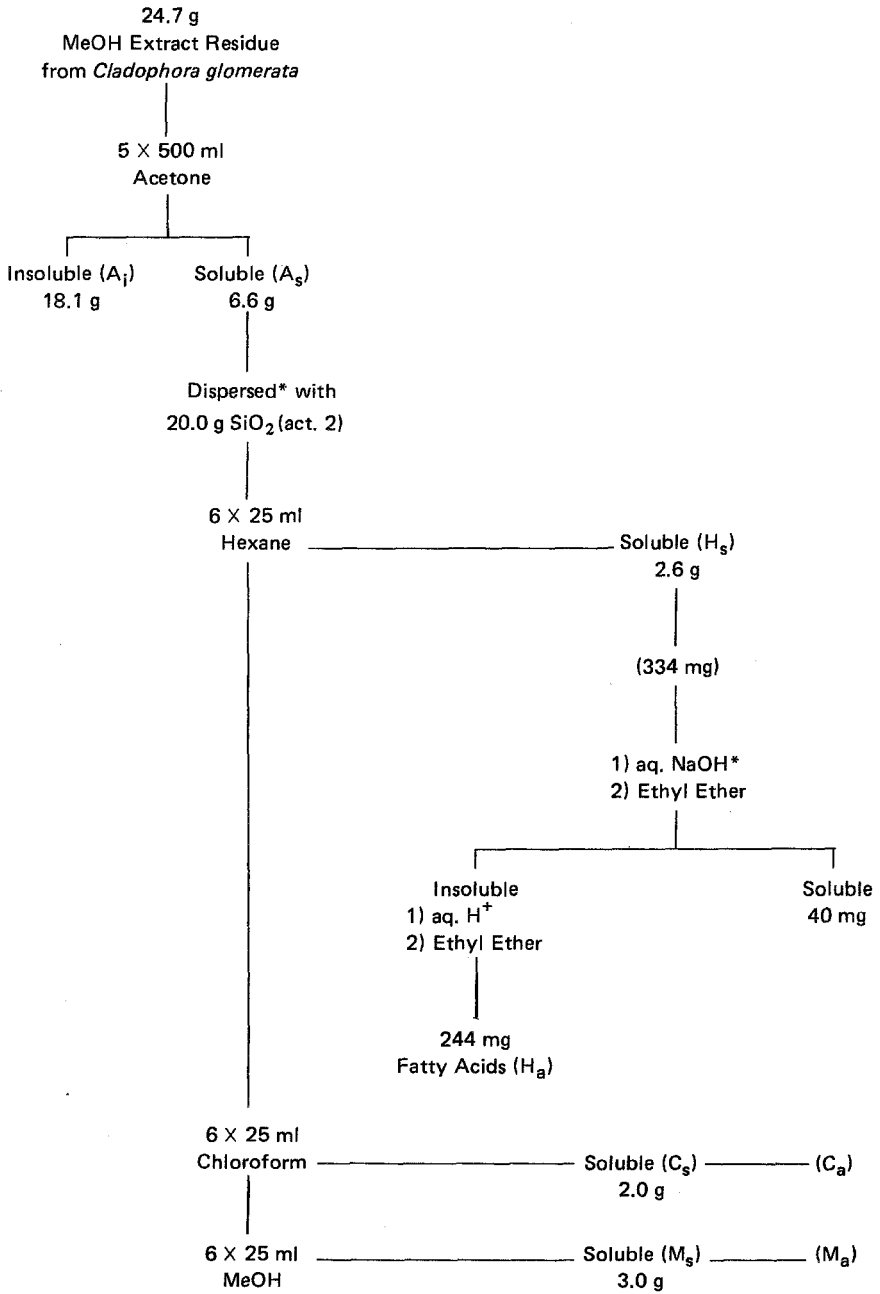 24.7 g
MeOH Extract Residue
from Cladophora glomerata
5 × 500 ml
Acetone
Insoluble (Ai)
18.1 g
Soluble (As)
6.6 g
Dispersed* with
20.0 g SiO2 (act. 2)
6 × 25 ml
Hexane
Soluble (Hs)
2.6 g
(334 mg)
1) aq. NaOH*
2) Ethyl Ether
Insoluble
1) aq. H+
2) Ethyl Ether
Soluble
40 mg
244 mg
Fatty Acids (Ha)
6 × 25 ml
Chloroform
Soluble (Cs)
2.0 g
(Ca)
6 × 25 ml
MeOH
Soluble (Ms)
3.0 g
(Ma)